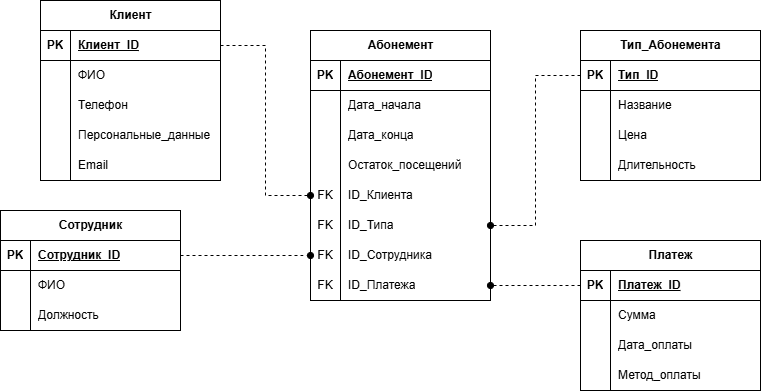 Клиент
PK Клиент_ID
ФИО
Телефон
Персональные_данные
Email
Абонемент
PK Абонемент_ID
Дата_начала
Дата_конца
Остаток_посещений
FK ID_Клиента
FK ID_Типа
FK ID_Сотрудника
FK ID_Платежа
Тип_Абонемента
PK Тип_ID
Название
Цена
Длительность
Сотрудник
PK Сотрудник_ID
ФИО
Должность
Платеж
PK Платеж_ID
Сумма
Дата_оплаты
Метод_оплаты